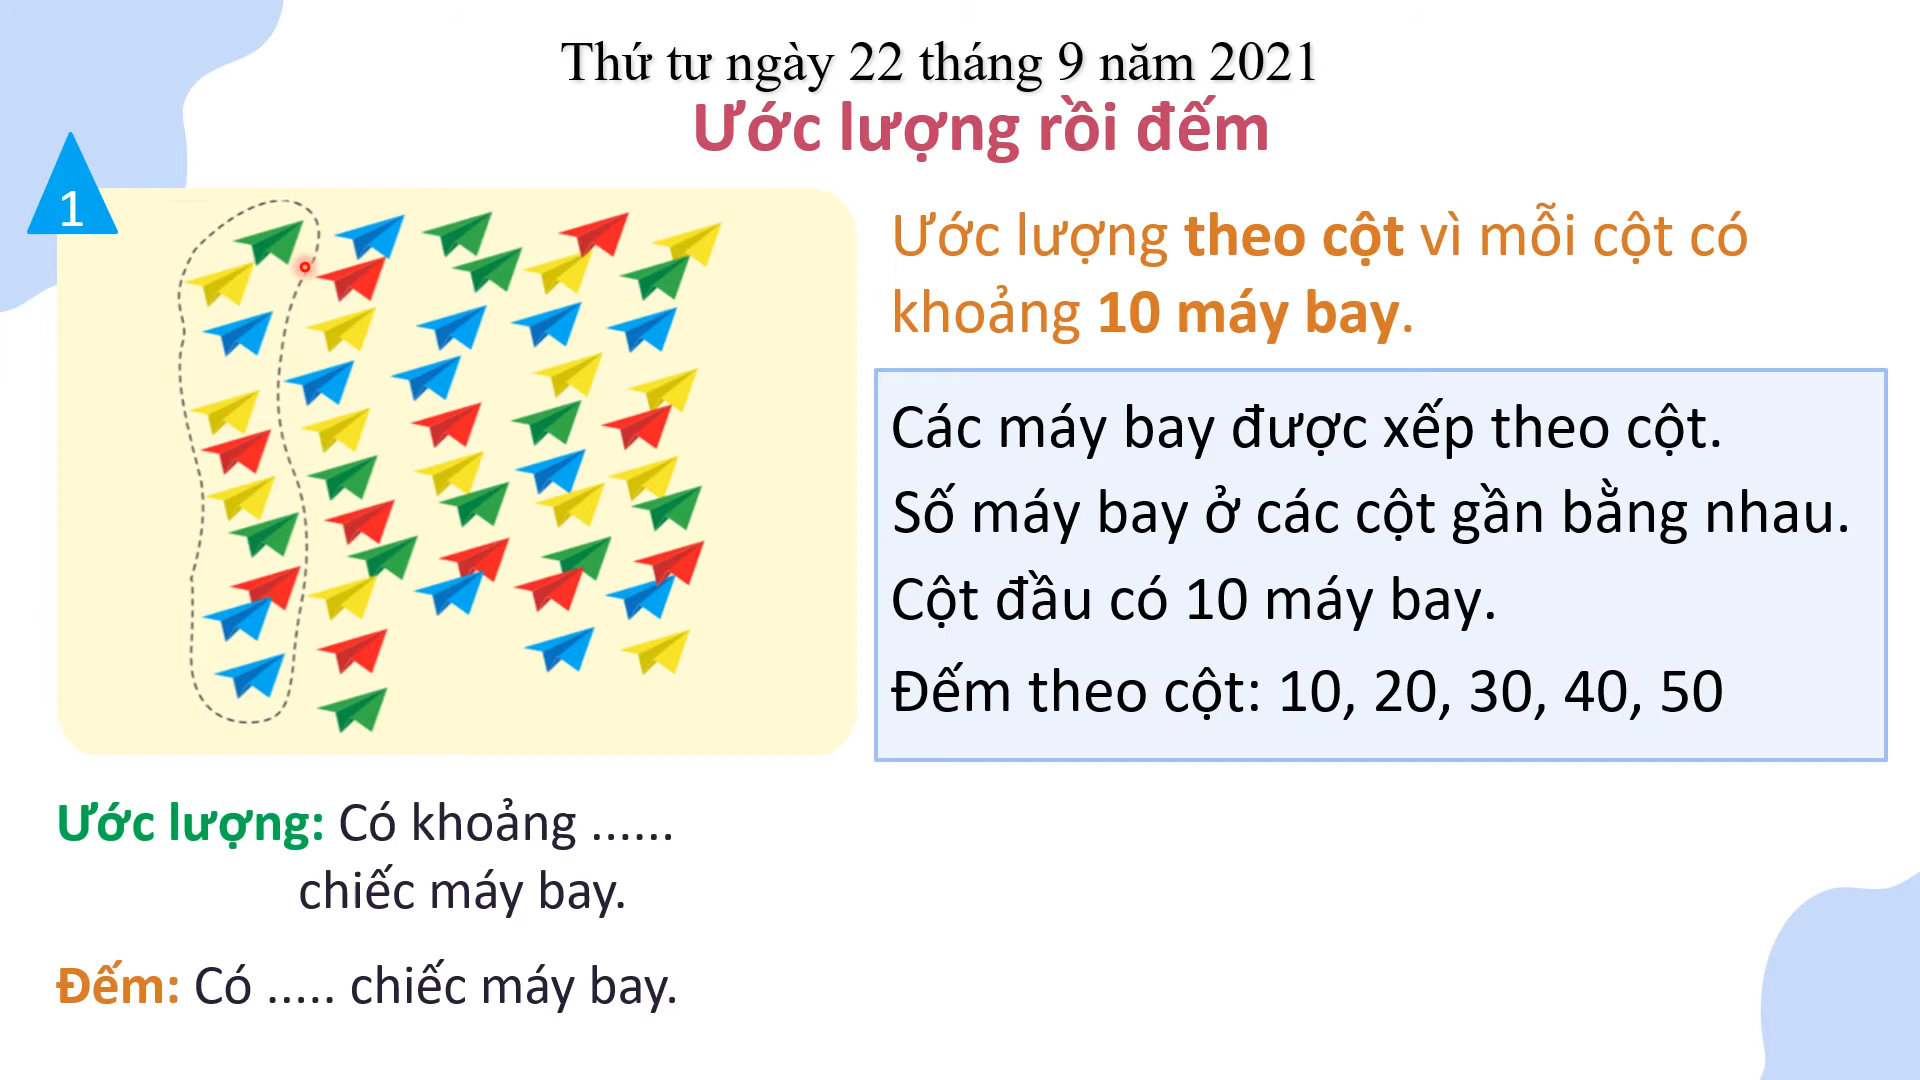 Thứ tư ngày 22 tháng 9 năm 2021
Ước lượng rồi đếm
1
Ước lượng theo cột vì mỗi cột có
khoảng 10 máy bay.
Các máy bay được xếp theo cột.
Số máy bay ở các cột gần bằng nhau.
Cột đầu có 10 máy bay.
Đếm theo cột: 10, 20, 30, 40, 50
Ước lượng: Có khoảng ......
chiếc máy bay.
Đếm: Có ..... chiếc máy bay.